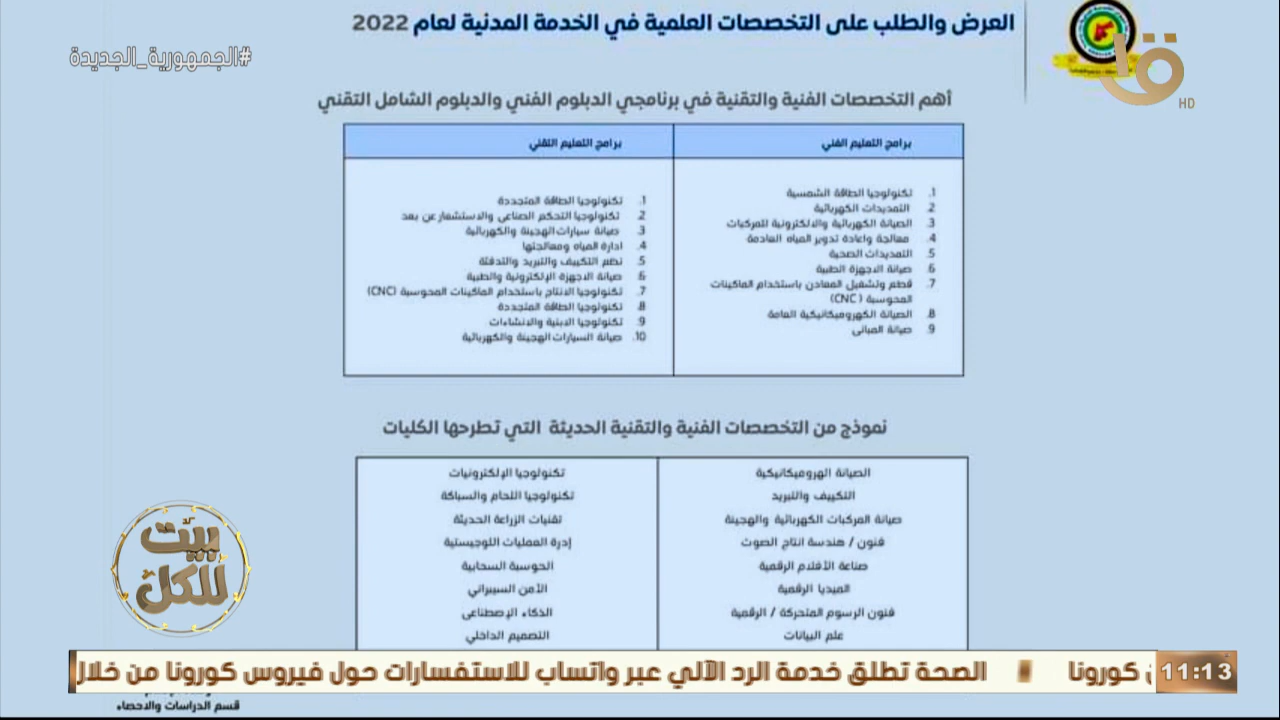 العرض والطلب على التخصصات العلمية في الخدمة المدنية لعام 2022
#الجمهورية_الجديدة
HD
أهم التخصصات الفنية والتقنية في برنامجي الدبلوم الفني والدبلوم الشامل التقني
برامج التعليم الفني
1. تكنولوجيا الطاقة الشمسية
2. التمديدات الكهربائية
3. الصيانة الكهربائية والالكترونية للمركبات
4. معالجة واعادة تدوير المياه العادمة
5. التمديدات الصحية
6. صيانة الاجهزة الطبية
7. قطع وتشغيل المعادن باستخدام الماكينات
المحوسبة (CNC)
8. الصيانة الكهروميكانيكية العامة
9. صيانة المباني
برامج التعليم التقني
1. تكنولوجيا الطاقة المتجددة
2. تكنولوجيا التحكم الصناعي والاستشعار عن بعد
3. صيانة سيارات الهجينة والكهربائية
4. ادارة المياه ومعالجتها
5. نظم التكييف والتبريد والتدفئة
6. صيانة الاجهزة الإلكترونية والطبية
7. تكنولوجيا الانتاج باستخدام الماكينات المحوسبة (CNC)
8. تكنولوجيا الطاقة المتجددة
9. تكنولوجيا الابنية والانشاءات
10. صيانة السيارات الهجينة والكهربائية
نموذج من التخصصات الفنية والتقنية الحديثة التي تطرحها الكليات
الصيانة الهروميكانيكية
التكييف والتبريد
صيانة المركبات الكهربائية والهجينة
فنون / هندسة انتاج الصوت
صناعة الأفلام الرقمية
الميديا الرقمية
فنون الرسوم المتحركة / الرقمية
علم البيانات
تكنولوجيا الإلكترونيات
تكنولوجيا اللحام والسباكة
تقنيات الزراعة الحديثة
إدرة العمليات اللوجيستية
الحوسبة السحابية
الأمن السيبراني
الذكاء الإصطناعى
التصميم الداخلي
بيت
للكل
11:13
كورونا الصحة تطلق خدمة الرد الآلي عبر واتساب للاستفسارات حول فيروس كورونا من خلال
قسم الدراسات والاحصاء